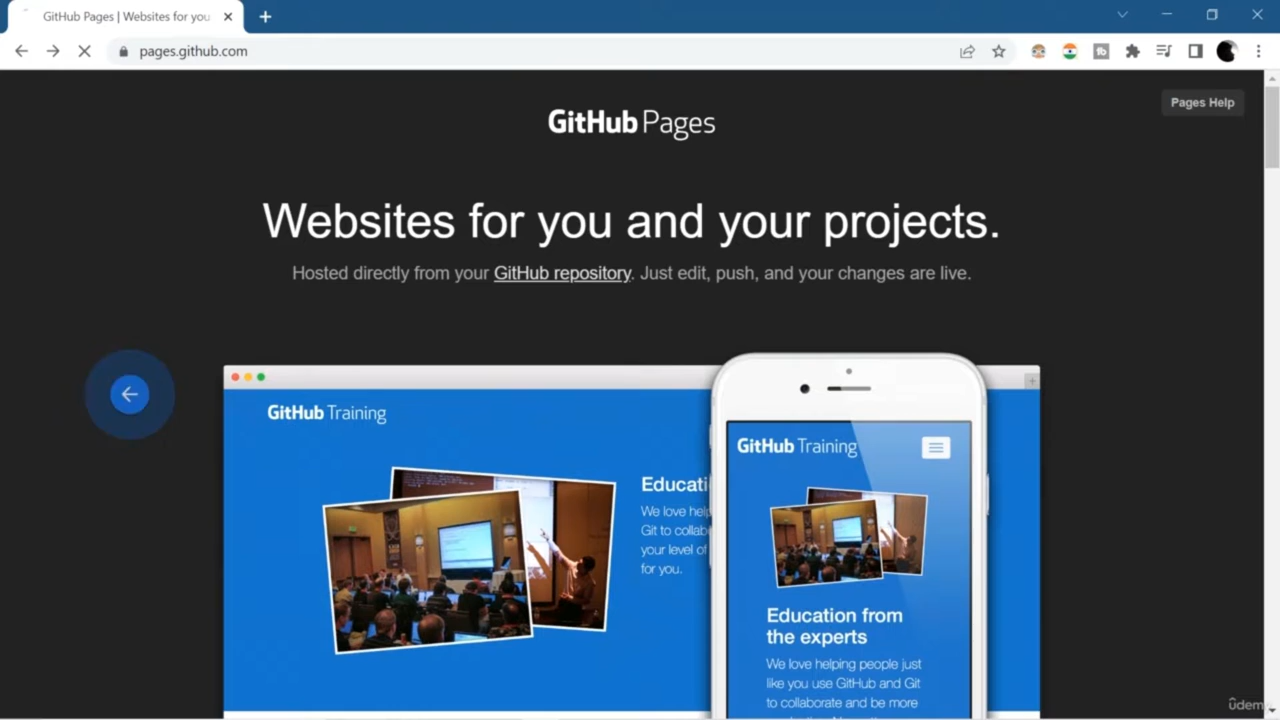 GitHub Pages | Websites for you
pages.github.com
Pages Help
GitHub Pages
Websites for you and your projects.
Hosted directly from your GitHub repository. Just edit, push, and your changes are live.
GitHub Training
Educati
We love help
Git to collab
your level of
for you.
GitHub Training
Education from
the experts
We love helping people just
like you use GitHub and Git
to collaborate and be more
ûdemy